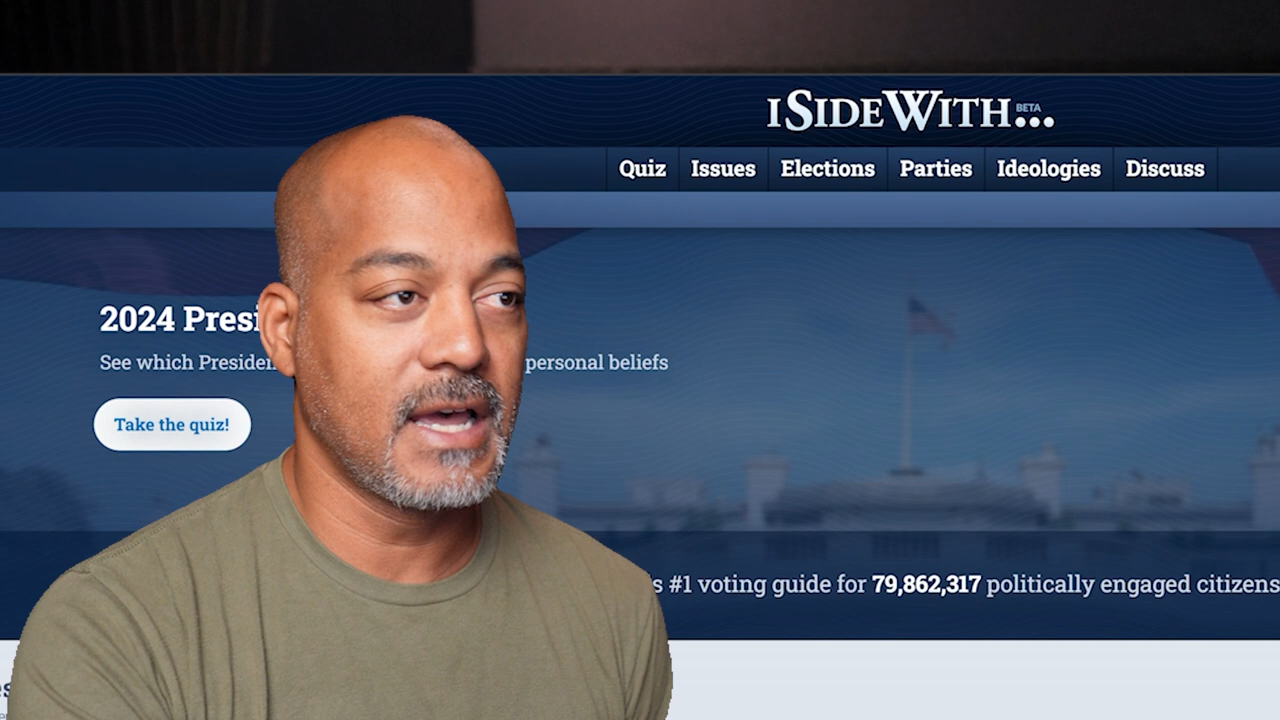 ISIDEWITH... BETA
Quiz Issues Elections Parties Ideologies Discuss
2024 Presi
See which Presiden personal beliefs
Take the quiz!
s #1 voting guide for 79,862,317 politically engaged citizens